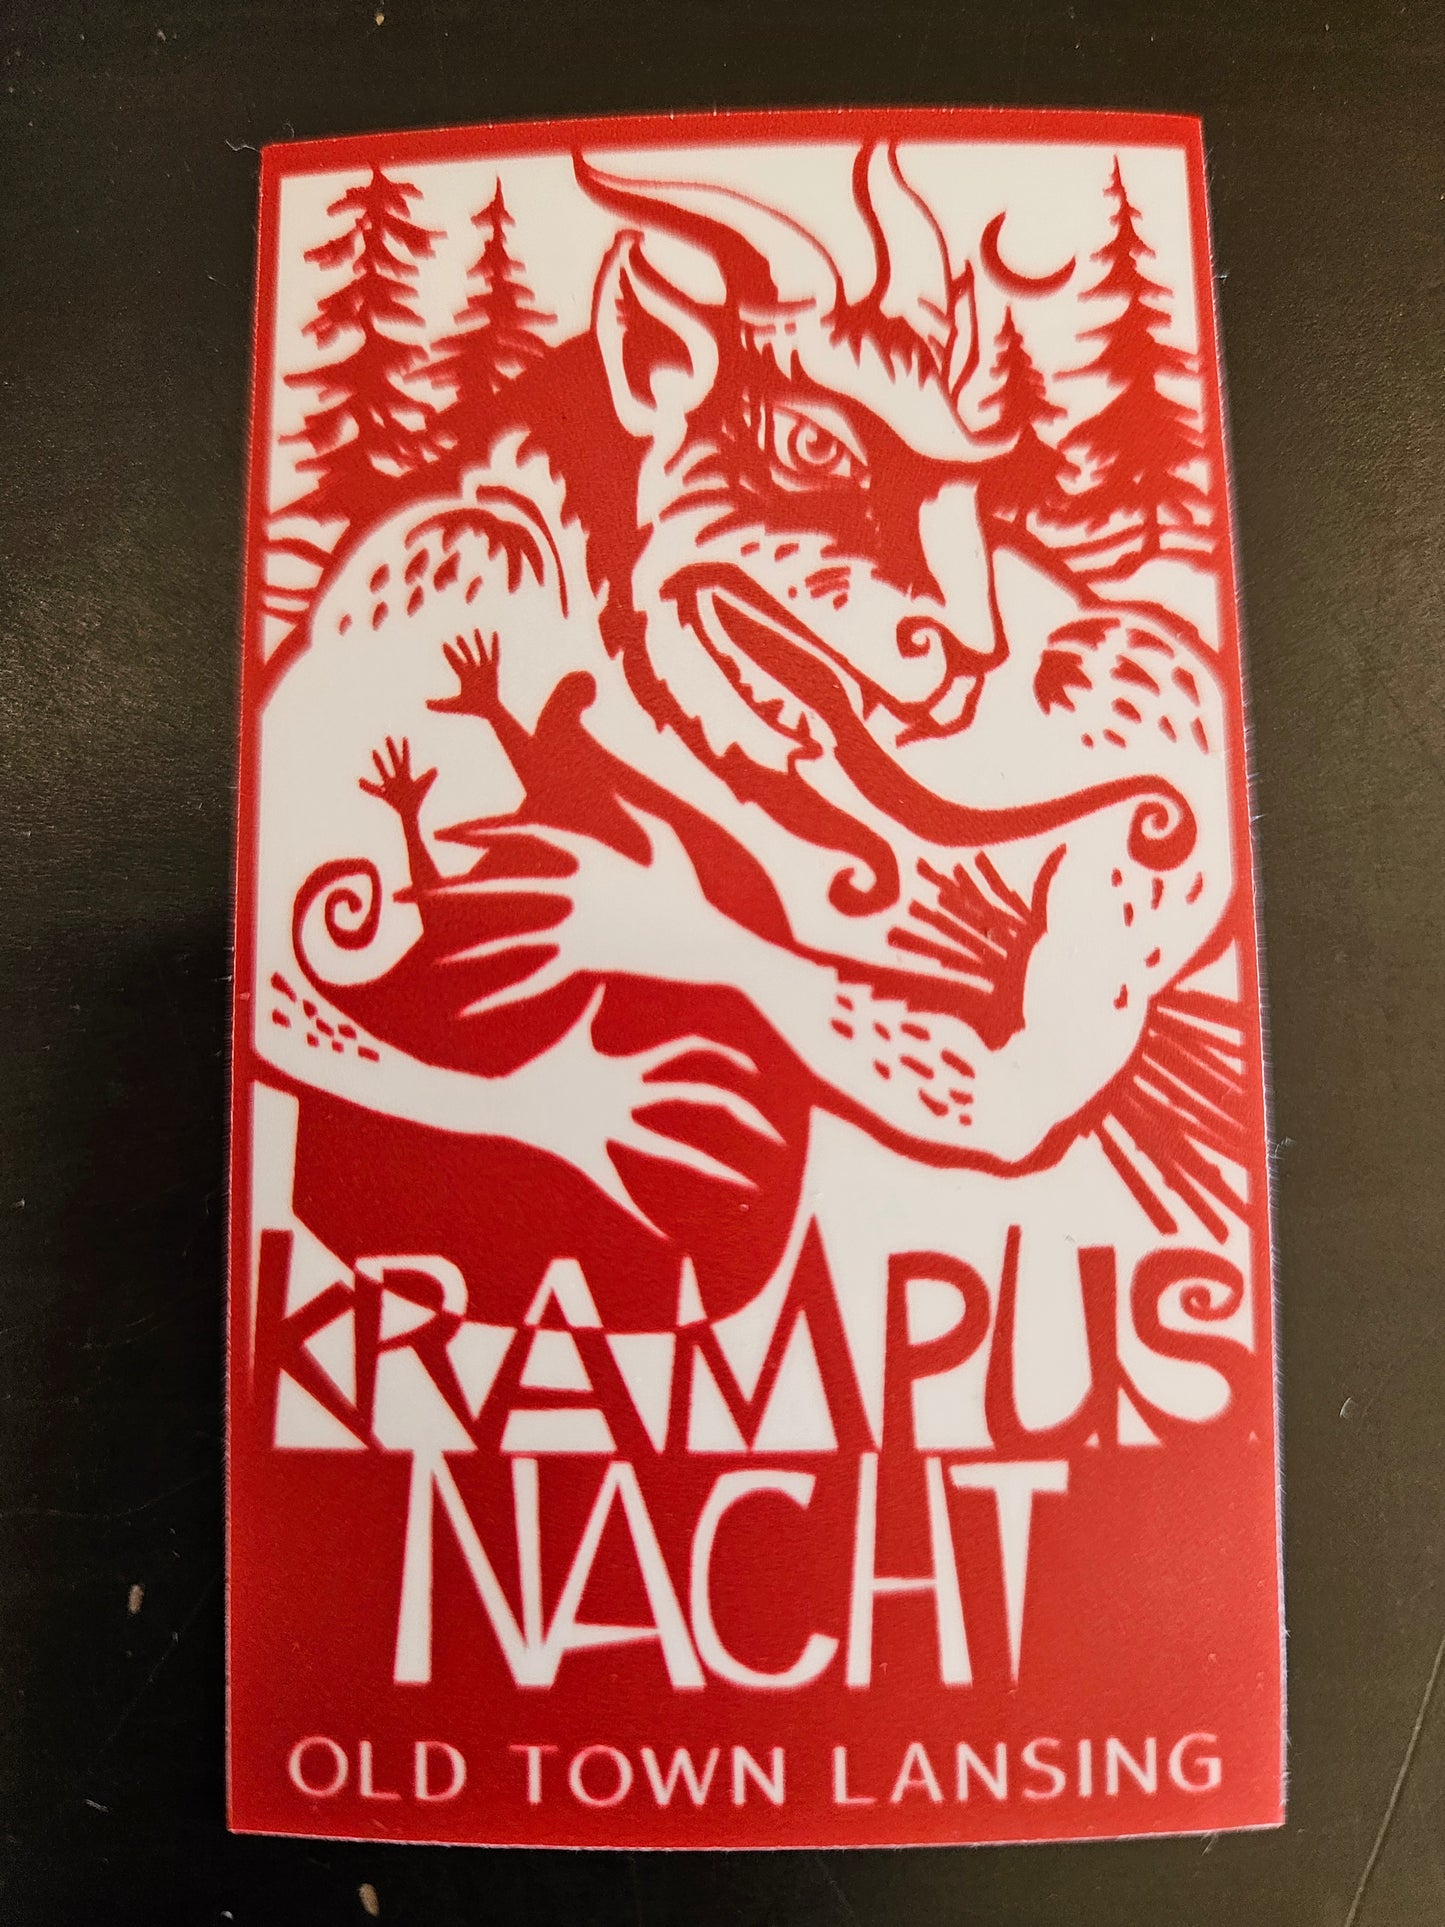 KRAMPUS
NACHT
OLD TOWN LANSING